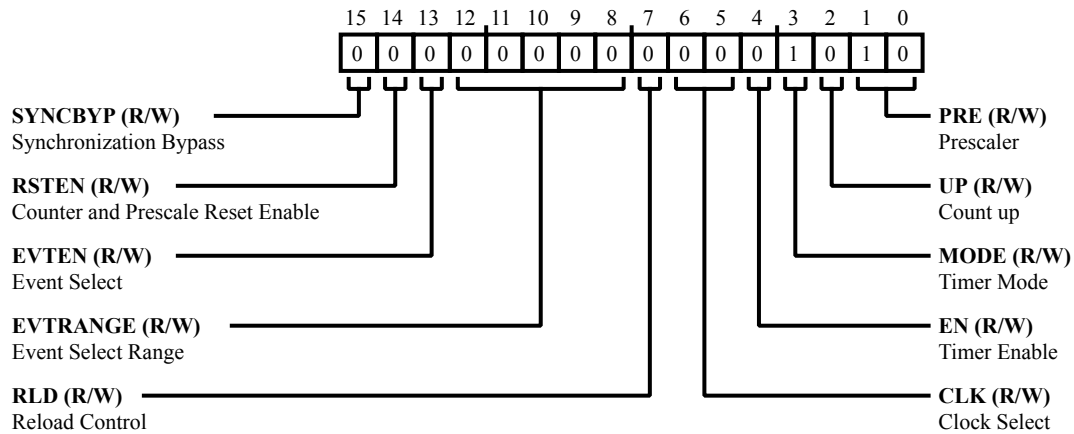 15 14 13 12 11 10 9 8 7 6 5 4 3 2 1 0
0 0 0 0 0 0 0 0 0 0 0 0 1 0 1 0
SYNCBYP (R/W)
Synchronization Bypass
RSTEN (R/W)
Counter and Prescale Reset Enable
EVTEN (R/W)
Event Select
EVTRANGE (R/W)
Event Select Range
RLD (R/W)
Reload Control
PRE (R/W)
Prescaler
UP (R/W)
Count up
MODE (R/W)
Timer Mode
EN (R/W)
Timer Enable
CLK (R/W)
Clock Select